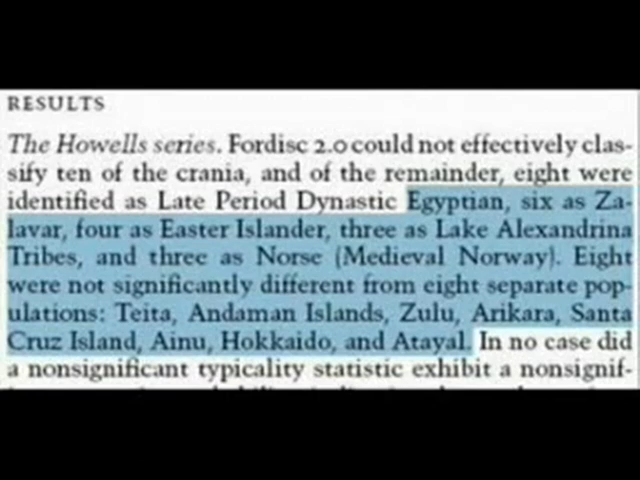 RESULTS
The Howells series. Fordisc 2.0 could not effectively clas-
sify ten of the crania, and of the remainder, eight were
identified as Late Period Dynastic Egyptian, six as Za-
lavar, four as Easter Islander, three as Lake Alexandrina
Tribes, and three as Norse (Medieval Norway). Eight
were not significantly different from eight separate pop-
ulations: Teita, Andaman Islands, Zulu, Arikara, Santa
Cruz Island, Ainu, Hokkaido, and Atayal. In no case did
a nonsignificant typicality statistic exhibit a nonsignif-